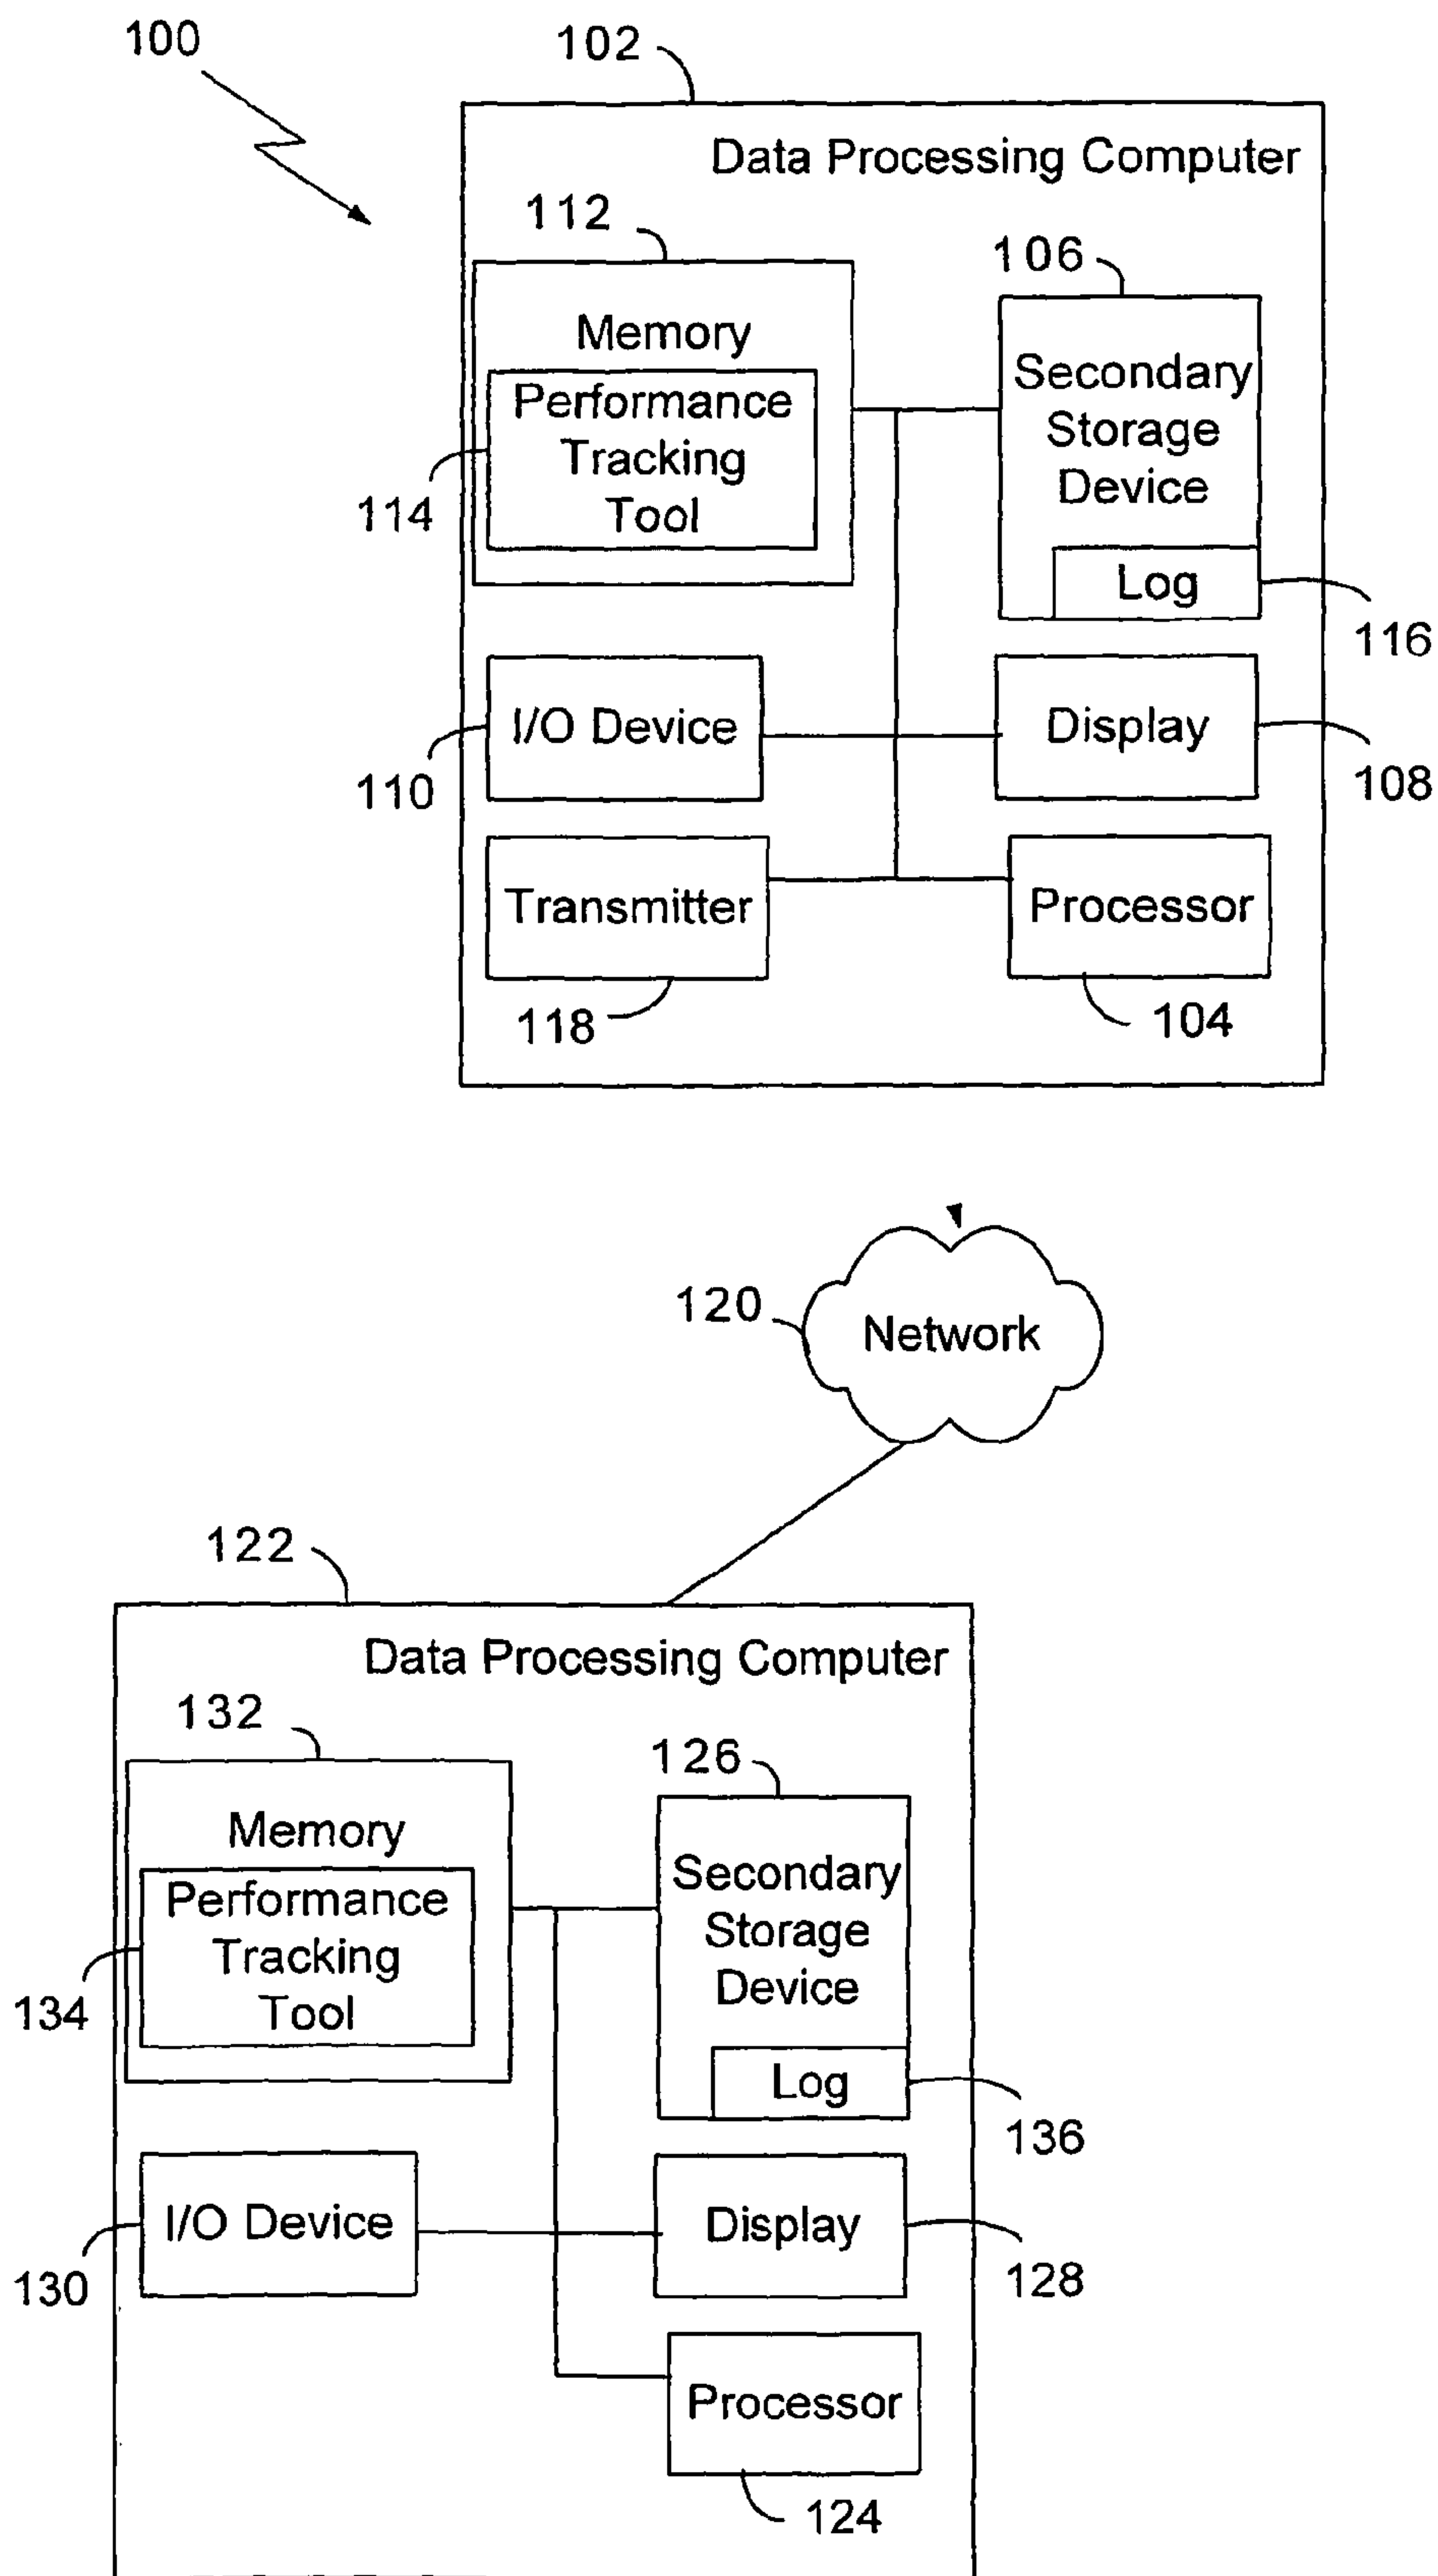 100
102
Data Processing Computer
112
106
Memory
Performance
Tracking
Tool
114
Secondary
Storage
Device
Log
116
I/O Device
110
Display
108
Transmitter
118
Processor
104
120
Network
122
Data Processing Computer
132
126
Memory
Performance
Tracking
Tool
134
Secondary
Storage
Device
Log
136
I/O Device
130
Display
128
Processor
124